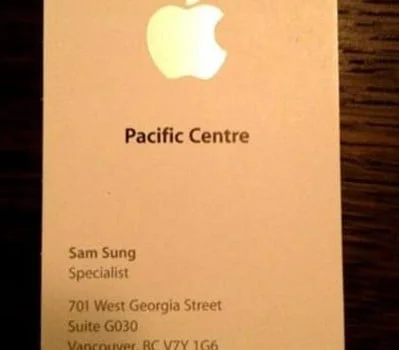 Pacific Centre
Sam Sung
Specialist
701 West Georgia Street
Suite G030
Vancouver, BC V7Y 1G6